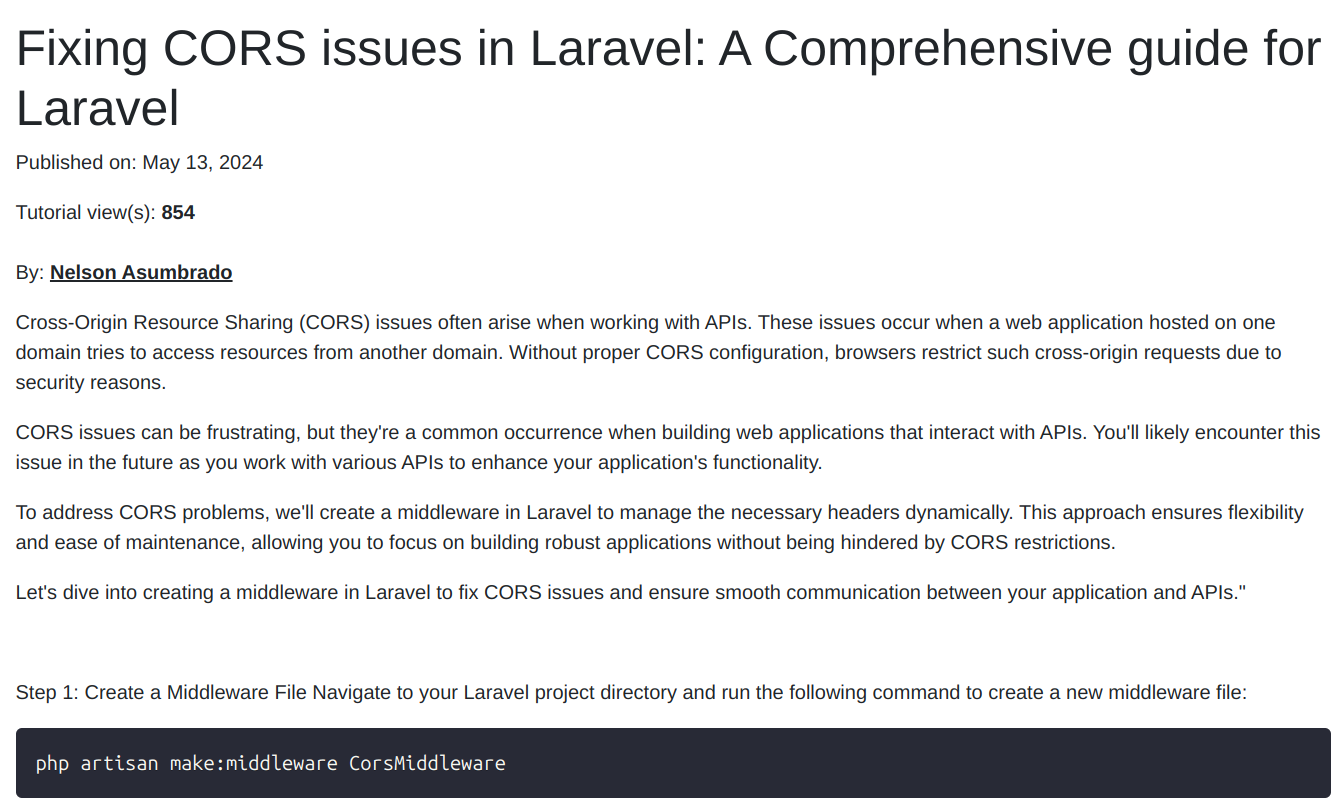 Fixing CORS issues in Laravel: A Comprehensive guide for
Laravel
Published on: May 13, 2024
Tutorial view(s): 854
By: Nelson Asumbrado
Cross-Origin Resource Sharing (CORS) issues often arise when working with APIs. These issues occur when a web application hosted on one
domain tries to access resources from another domain. Without proper CORS configuration, browsers restrict such cross-origin requests due to
security reasons.
CORS issues can be frustrating, but they're a common occurrence when building web applications that interact with APIs. You'll likely encounter this
issue in the future as you work with various APIs to enhance your application's functionality.
To address CORS problems, we'll create a middleware in Laravel to manage the necessary headers dynamically. This approach ensures flexibility
and ease of maintenance, allowing you to focus on building robust applications without being hindered by CORS restrictions.
Let's dive into creating a middleware in Laravel to fix CORS issues and ensure smooth communication between your application and APIs."
Step 1: Create a Middleware File Navigate to your Laravel project directory and run the following command to create a new middleware file:
php artisan make:middleware CorsMiddleware